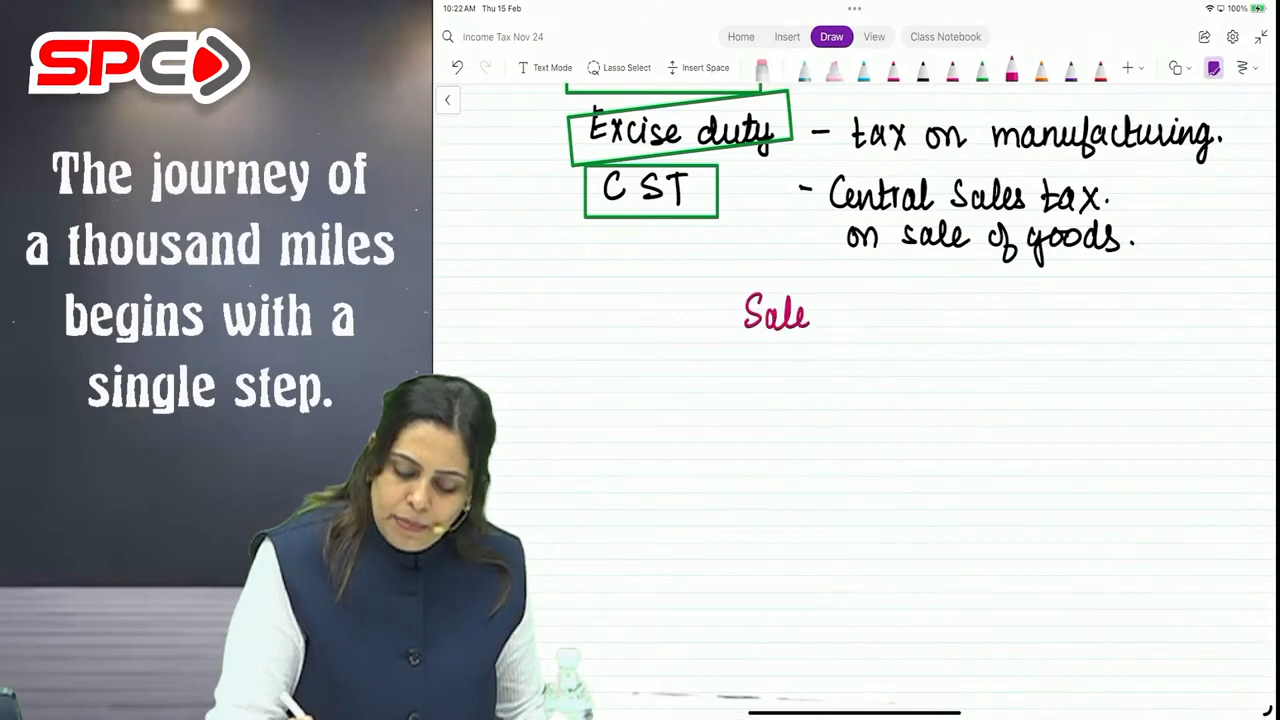 SPC
The journey of
a thousand miles
begins with a
single step.
10:22 AM Thu 15 Feb
100%
Income Tax Nov 24
Home Insert Draw View Class Notebook
Text Mode Lasso Select Insert Space
Excise duty – tax on manufacturing.
CST - Central Sales tax.
on sale of goods.
Sale